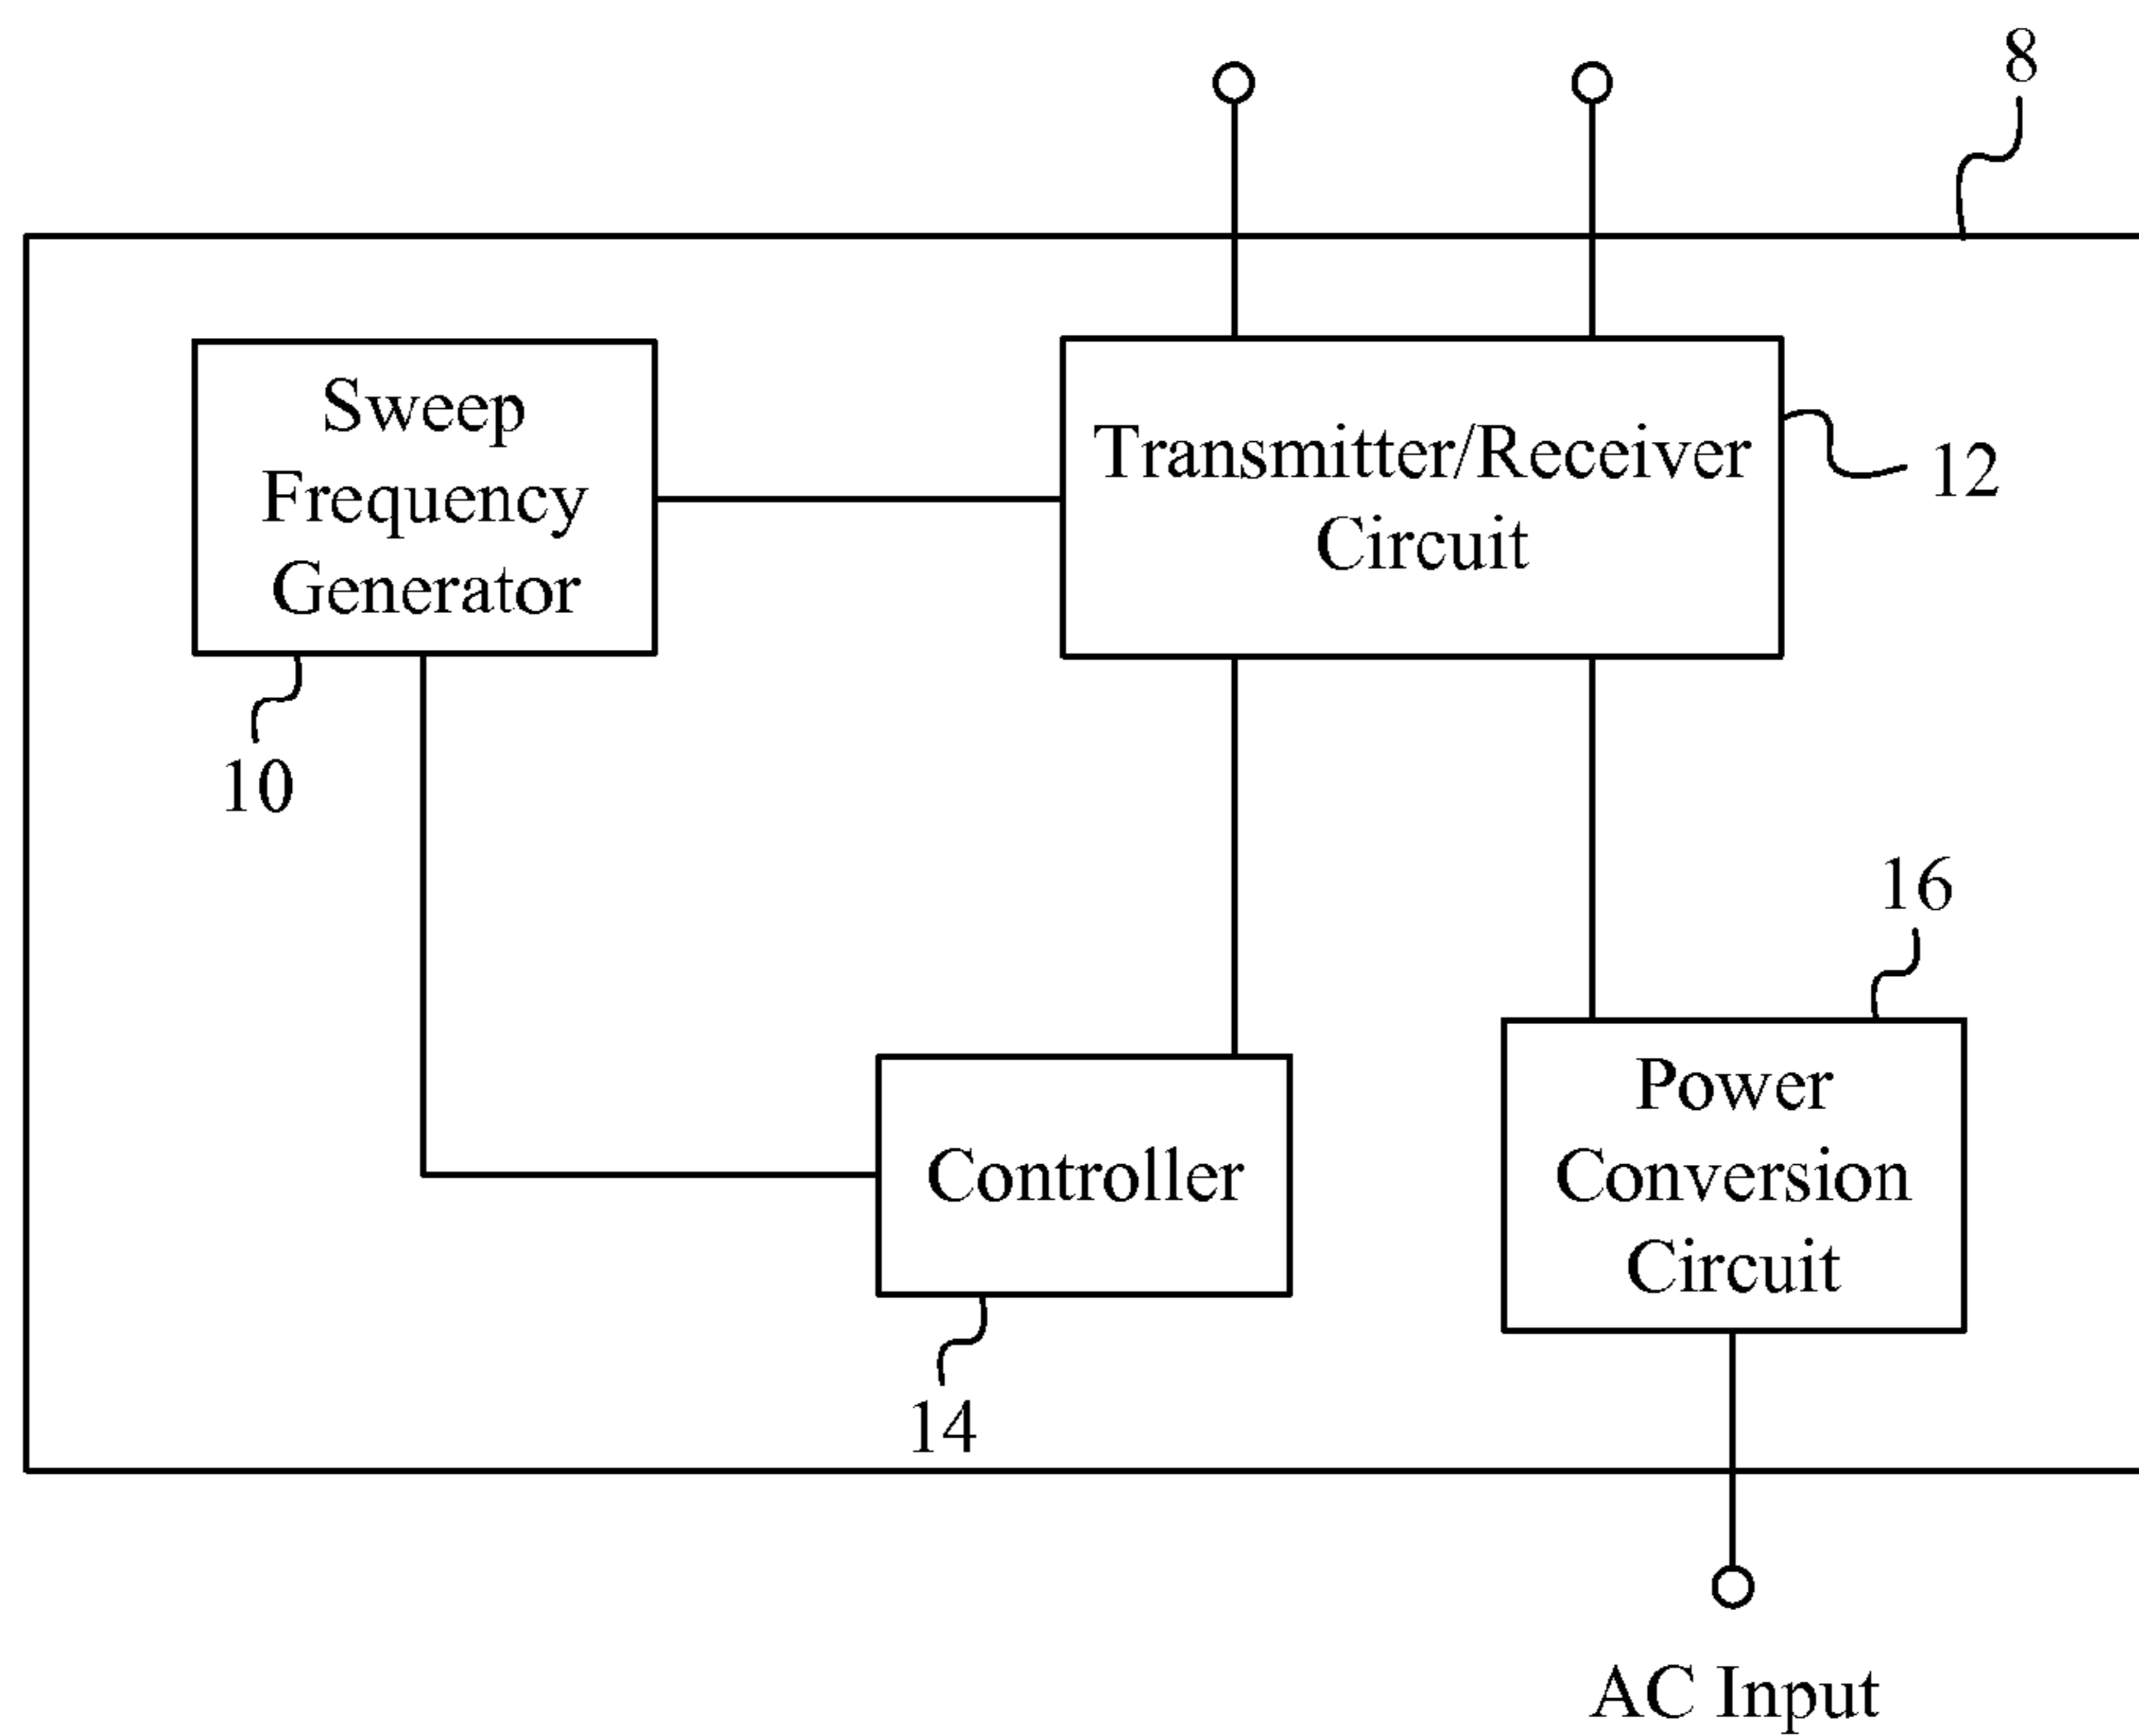 8
Sweep
Frequency
Generator
Transmitter/Receiver
Circuit
12
10
16
Power
Conversion
Circuit
Controller
14
AC Input